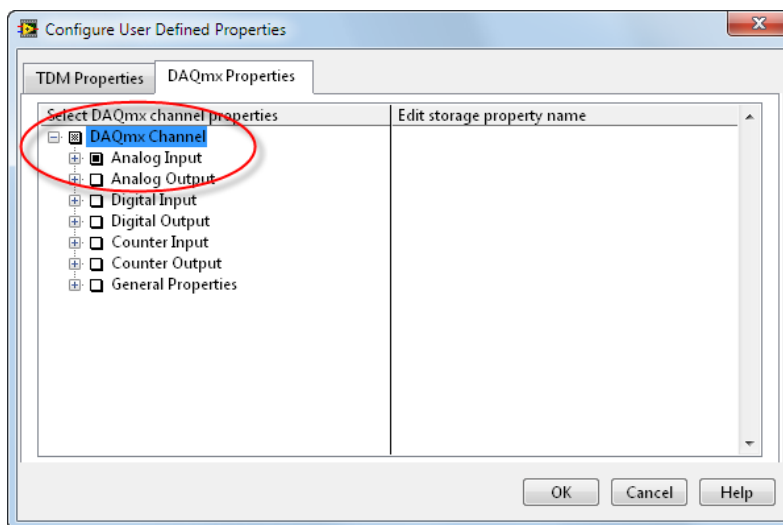 Configure User Defined Properties
TDM Properties DAQmx Properties
Select DAQmx channel properties Edit storage property name
DAQmx Channel
Analog Input
Analog Output
Digital Input
Digital Output
Counter Input
Counter Output
General Properties
OK Cancel Help